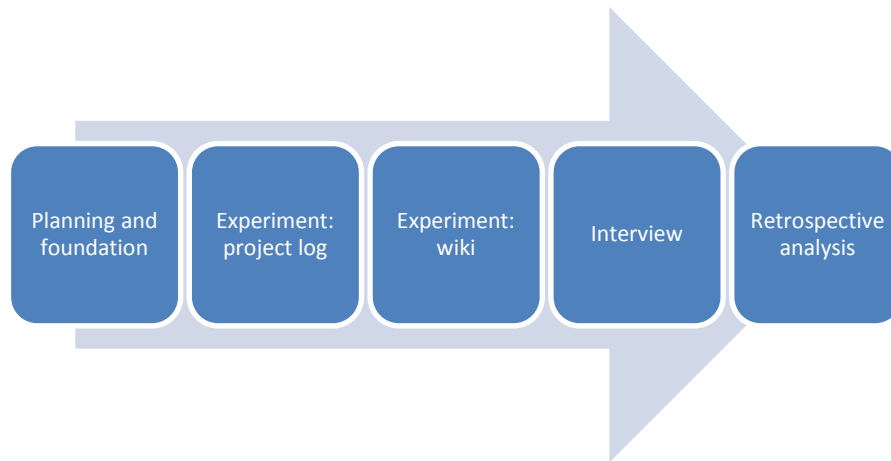 Planning and
foundation
Experiment:
project log
Experiment:
wiki
Interview
Retrospective
analysis